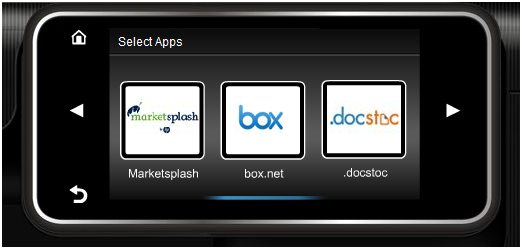 Select Apps
marketsplash
by hp
box
.docstoc
Marketsplash
box.net
.docstoc